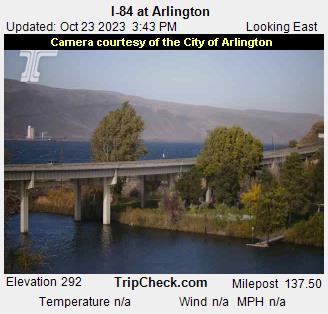 I-84 at Arlington
Updated: Oct 23 2023 3:43 PM Looking East
Camera courtesy of the City of Arlington
Elevation 292 TripCheck.com Milepost 137.50
Temperature n/a Wind n/a MPH n/a